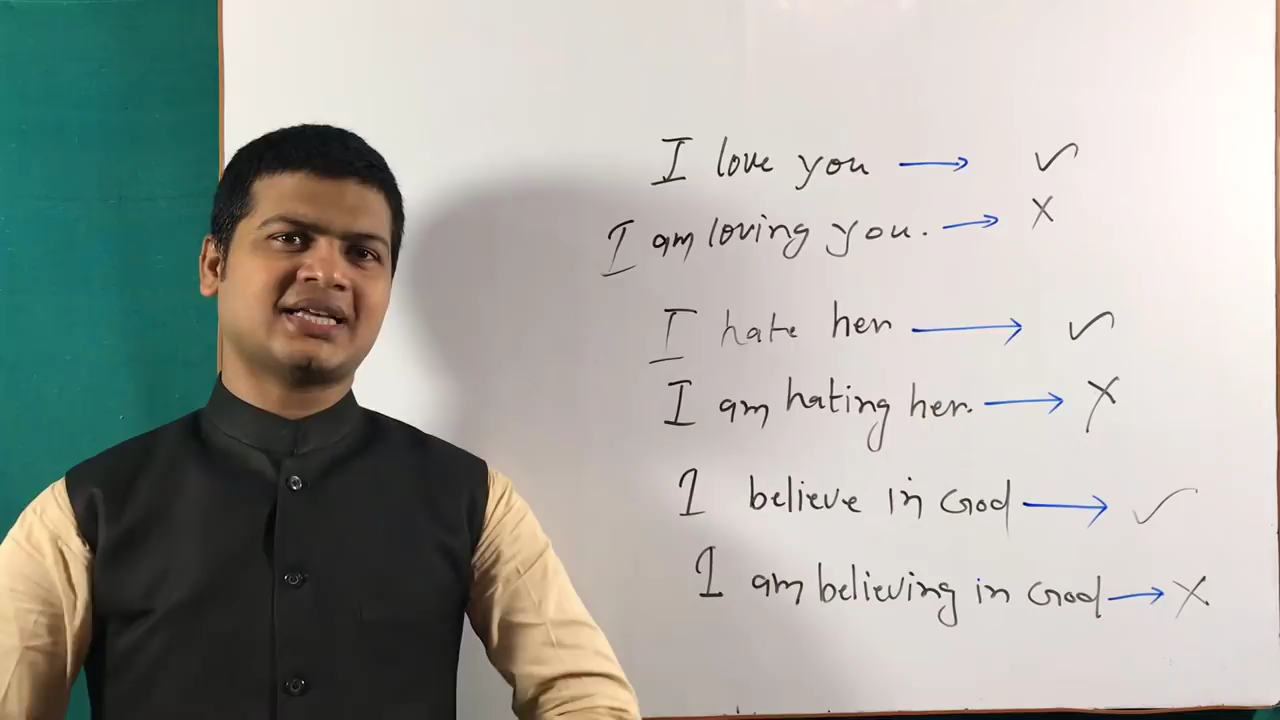 I love you → ✓
I am loving you. → X
I hate her → ✓
I am hating her. → X
I believe in God → ✓
I am believing in God → X